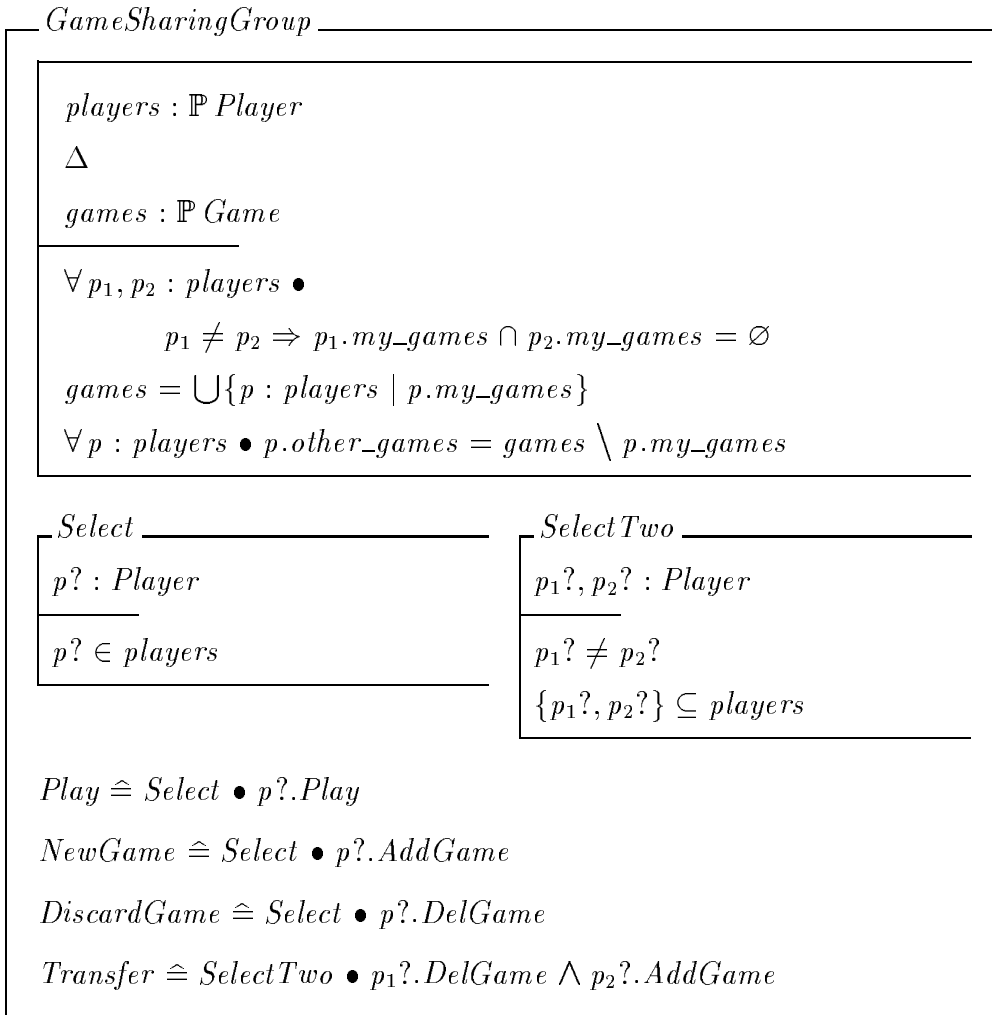 GameSharingGroup
players : ℙ Player
Δ
games : ℙ Game
∀ p₁, p₂ : players •
p₁ ≠ p₂ ⇒ p₁.my_games ∩ p₂.my_games = ∅
games = ⋃{p : players | p.my_games}
∀ p : players • p.other_games = games \ p.my_games
Select
p? : Player
p? ∈ players
SelectTwo
p₁?, p₂? : Player
p₁? ≠ p₂?
{p₁?, p₂?} ⊆ players
Play ≙ Select • p?.Play
NewGame ≙ Select • p?.AddGame
DiscardGame ≙ Select • p?.DelGame
Transfer ≙ SelectTwo • p₁?.DelGame ∧ p₂?.AddGame